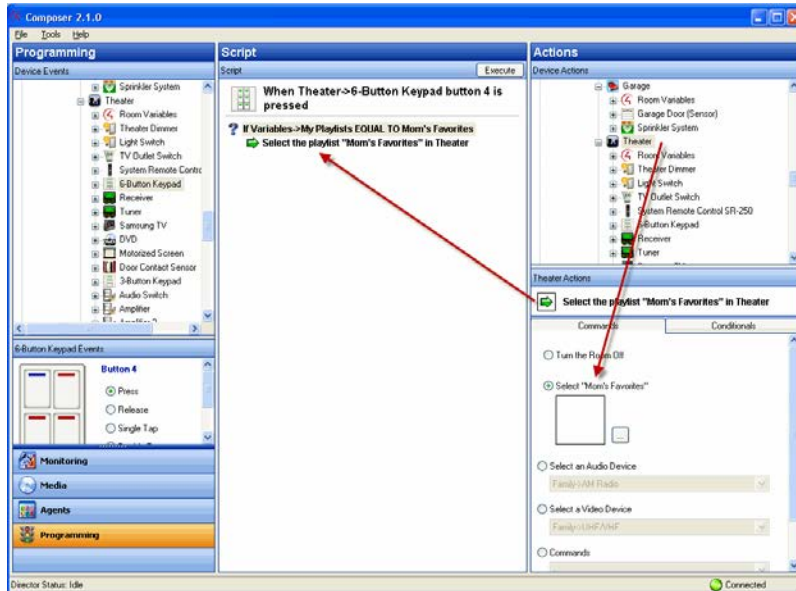 Composer 2.1.0
File Tools Help
Programming
Device Events
Sprinkler System
Theater
Room Variables
Theater Dimmer
Light Switch
TV Outlet Switch
System Remote Contrc
6-Button Keypad
Receiver
Tuner
Samsung TV
DVD
Motorized Screen
Door Contact Sensor
3-Button Keypad
Audio Switch
Amplifier
6-Button Keypad Events
Button 4
Press
Release
Single Tap
Monitoring
Media
Agents
Programming
Script
Script Execute
When Theater->6-Button Keypad button 4 is
pressed
If Variables->My Playlists EQUAL TO Mom's Favorites
Select the playlist "Mom's Favorites" in Theater
Actions
Device Actions
Garage
Room Variables
Garage Door (Sensor)
Sprinkler System
Theater
Room Variables
Theater Dimmer
Light Switch
TV Outlet Switch
System Remote Control SR-250
6-Button Keypad
Receiver
Tuner
Theater Actions
Select the playlist "Mom's Favorites" in Theater
Commands Conditionals
Turn the Room Off
Select "Mom's Favorites"
...
Select an Audio Device
Family->AM Radio
Select a Video Device
Family->UHF/VHF
Commands
Director Status: Idle Connected